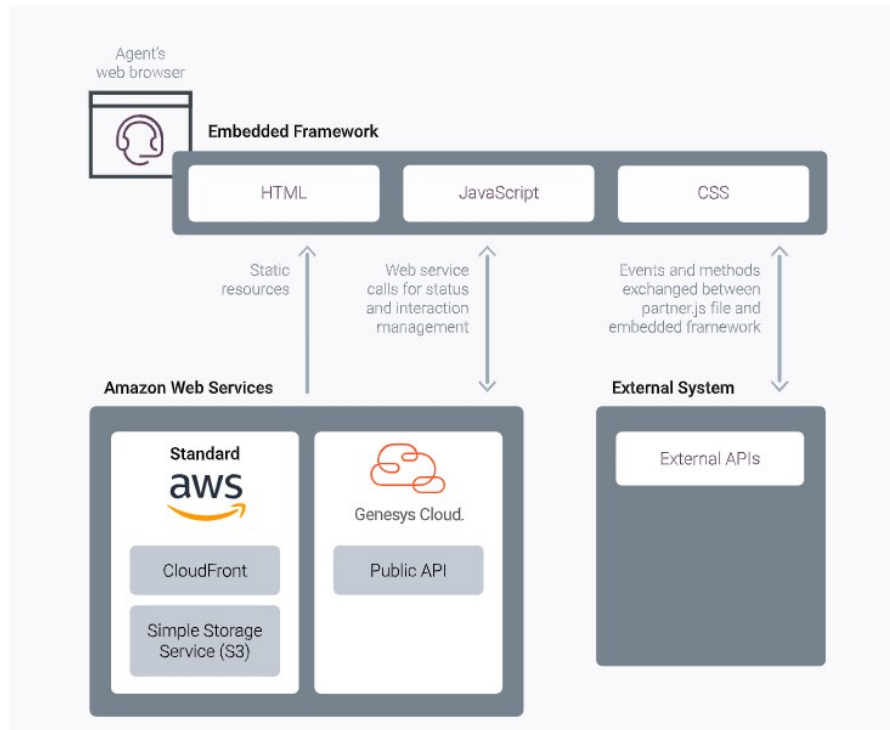 Agent's
web browser
Embedded Framework
HTML
JavaScript
CSS
Static
resources
Web service
calls for status
and interaction
management
Events and methods
exchanged between
partner.js file and
embedded framework
Amazon Web Services
External System
Standard
aws
CloudFront
Simple Storage
Service (S3)
Genesys Cloud.
Public API
External APIs